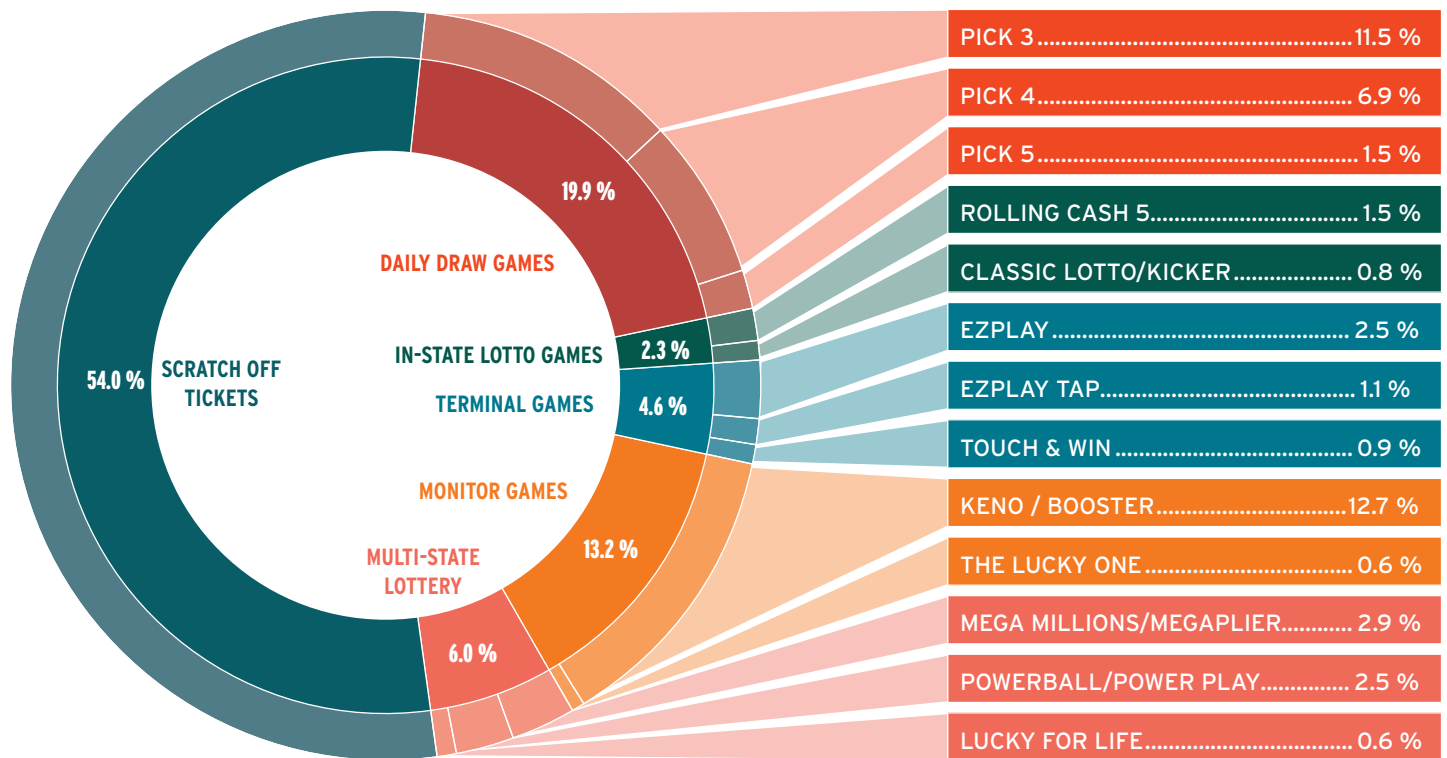 19.9 %
DAILY DRAW GAMES
IN-STATE LOTTO GAMES
2.3 %
54.0 %
SCRATCH OFF
TICKETS
TERMINAL GAMES
4.6 %
MONITOR GAMES
13.2 %
MULTI-STATE
LOTTERY
6.0 %
PICK 3 11.5 %
PICK 4 6.9 %
PICK 5 1.5 %
ROLLING CASH 5 1.5 %
CLASSIC LOTTO/KICKER 0.8 %
EZPLAY 2.5 %
EZPLAY TAP 1.1 %
TOUCH & WIN 0.9 %
KENO / BOOSTER 12.7 %
THE LUCKY ONE 0.6 %
MEGA MILLIONS/MEGAPLIER 2.9 %
POWERBALL/POWER PLAY 2.5 %
LUCKY FOR LIFE 0.6 %